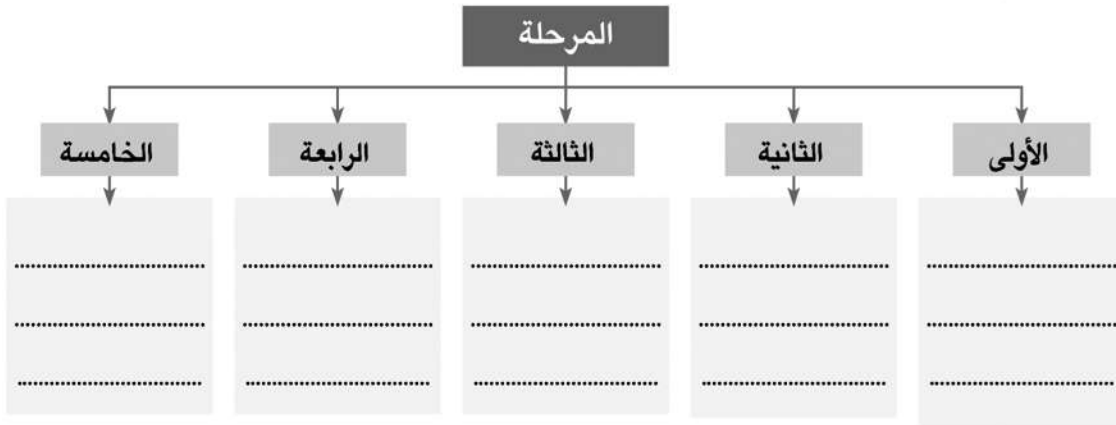 المرحلة
الأولى
الثانية
الثالثة
الرابعة
الخامسة